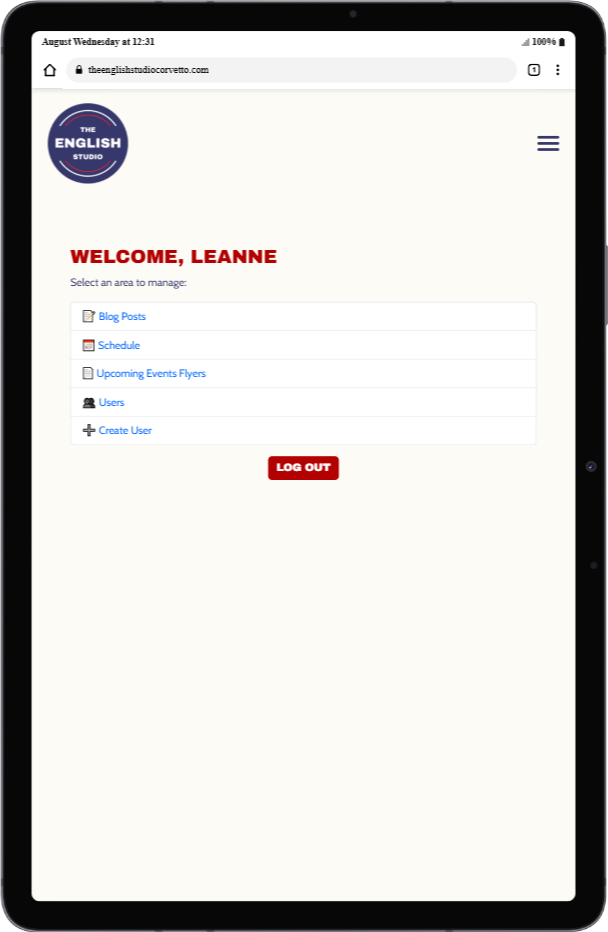 August Wednesday at 12:31
100%
theenglishstudiocorvetto.com
1
THE
ENGLISH
STUDIO
WELCOME, LEANNE
Select an area to manage:
Blog Posts
Schedule
Upcoming Events Flyers
Users
Create User
LOG OUT